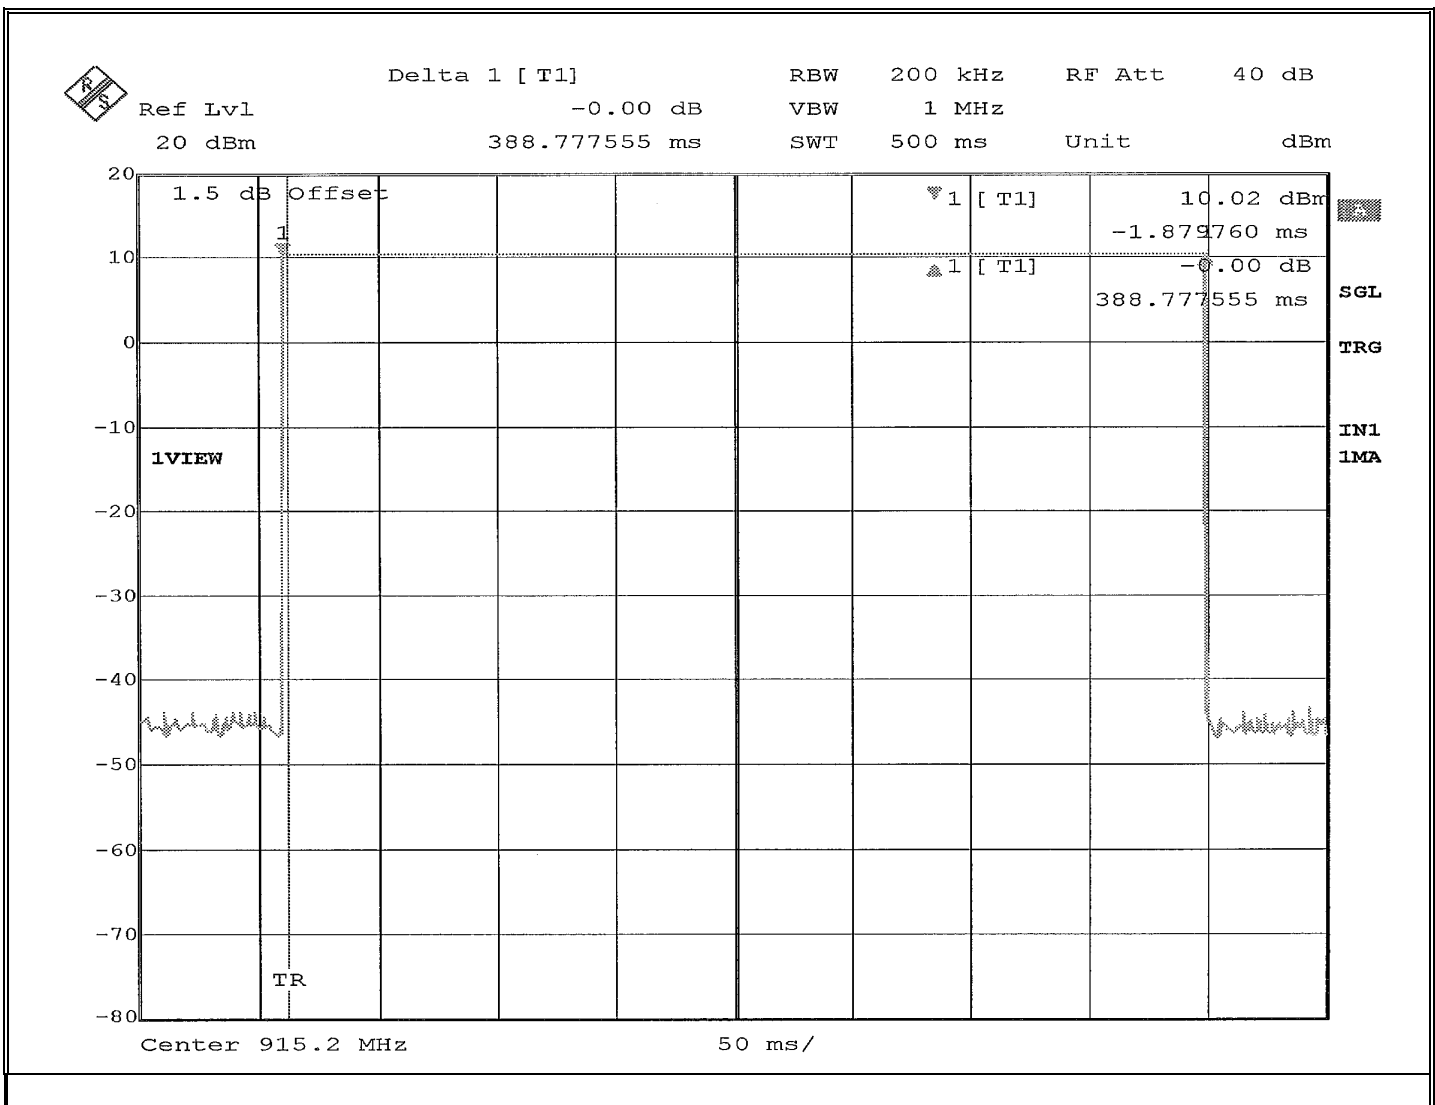 Delta 1 [ T1] RBW 200 kHz RF Att 40 dB
R S
Ref Lvl -0.00 dB VBW 1 MHz
20 dBm 388.777555 ms SWT 500 ms Unit dBm
20
1.5 dB Offset
1 [ T1] 10.02 dBm
A
1
-1.879760 ms
10
1 [ T1] -0.00 dB
388.777555 ms
SGL
0
TRG
-10
IN1
1VIEW
1MA
-20
-30
-40
-50
-60
-70
TR
-80
Center 915.2 MHz 50 ms/